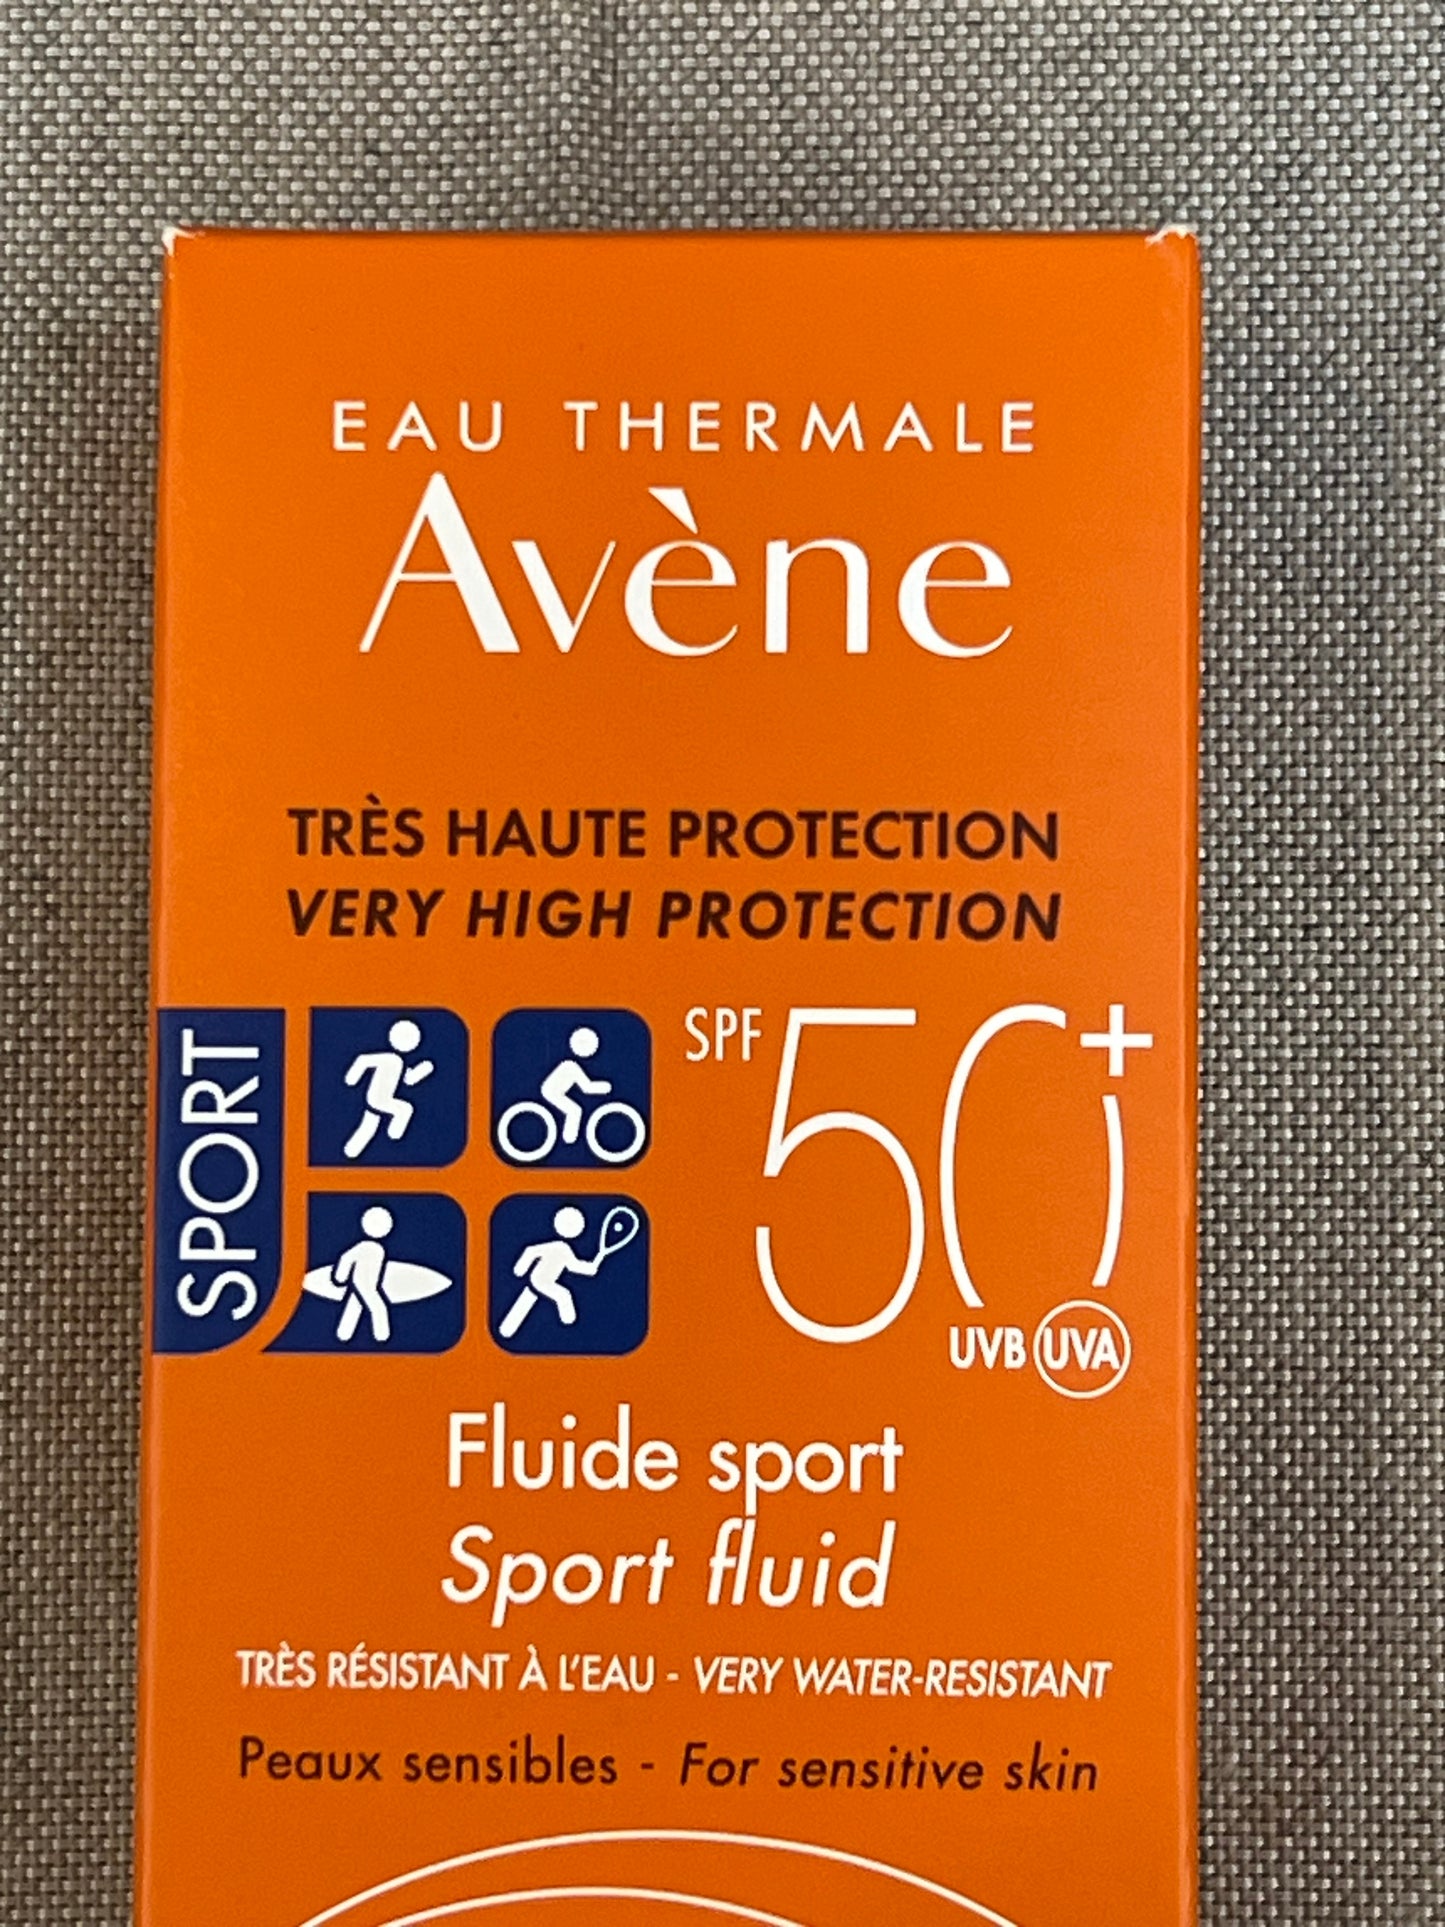 EAU THERMALE
Avène
TRÈS HAUTE PROTECTION
VERY HIGH PROTECTION
SPORT
SPF 50+
UVB UVA
Fluide sport
Sport fluid
TRÈS RÉSISTANT À L'EAU - VERY WATER-RESISTANT
Peaux sensibles - For sensitive skin